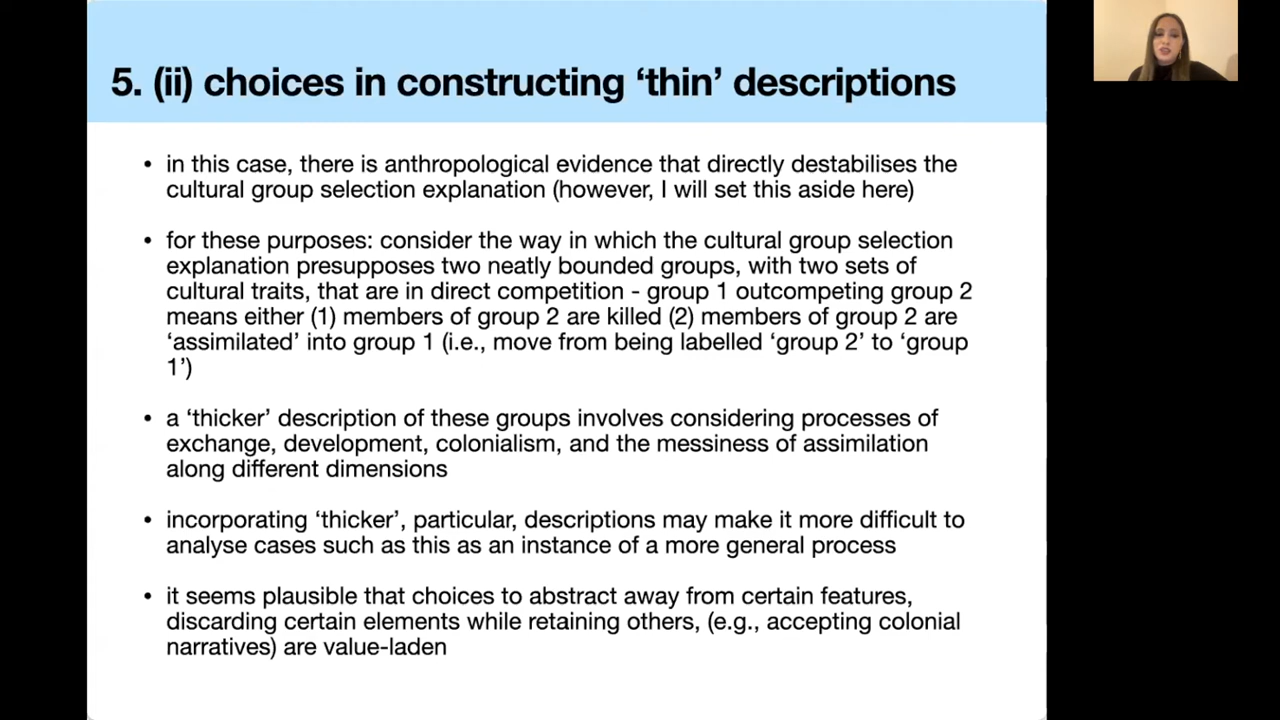 5. (ii) choices in constructing ‘thin’ descriptions
• in this case, there is anthropological evidence that directly destabilises the
cultural group selection explanation (however, I will set this aside here)
• for these purposes: consider the way in which the cultural group selection
explanation presupposes two neatly bounded groups, with two sets of
cultural traits, that are in direct competition - group 1 outcompeting group 2
means either (1) members of group 2 are killed (2) members of group 2 are
‘assimilated’ into group 1 (i.e., move from being labelled ‘group 2’ to ‘group
1’)
• a ‘thicker’ description of these groups involves considering processes of
exchange, development, colonialism, and the messiness of assimilation
along different dimensions
• incorporating ‘thicker’, particular, descriptions may make it more difficult to
analyse cases such as this as an instance of a more general process
• it seems plausible that choices to abstract away from certain features,
discarding certain elements while retaining others, (e.g., accepting colonial
narratives) are value-laden